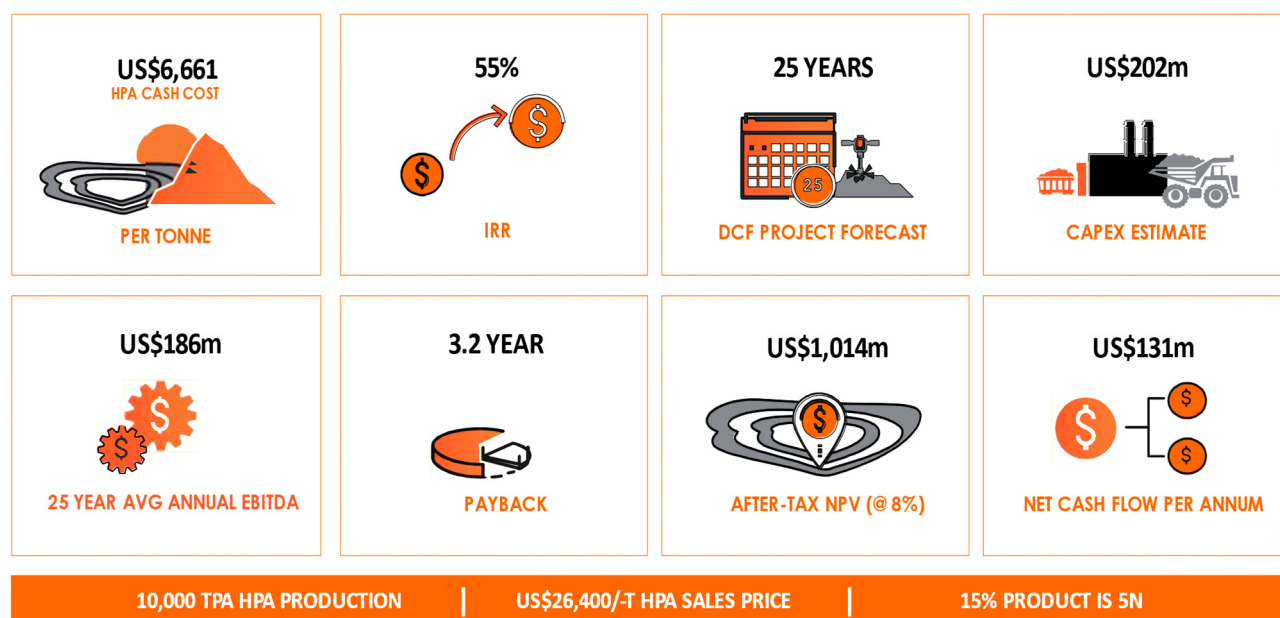 US$6,661
HPA CASH COST
PER TONNE
55%
$
$
IRR
25 YEARS
25
DCF PROJECT FORECAST
US$202m
CAPEX ESTIMATE
US$186m
$
$
25 YEAR AVG ANNUAL EBITDA
3.2 YEAR
PAYBACK
US$1,014m
$
AFTER-TAX NPV (@ 8%)
US$131m
$
$
$
NET CASH FLOW PER ANNUM
10,000 TPA HPA PRODUCTION | US$26,400/-T HPA SALES PRICE | 15% PRODUCT IS 5N